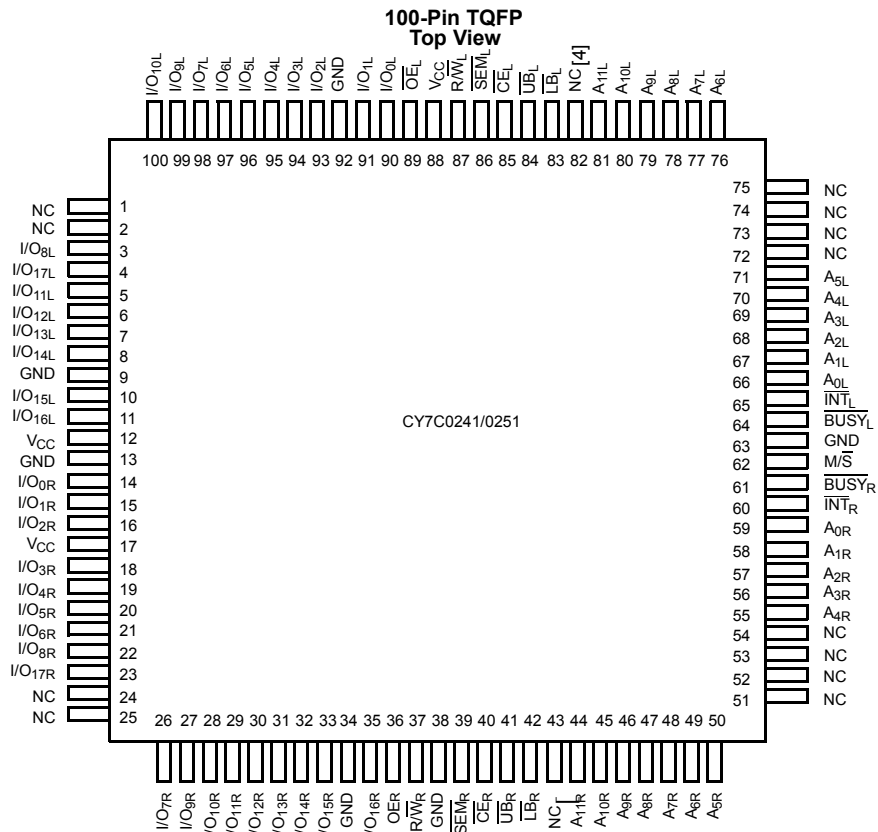 100-Pin TQFP
Top View
I/O10L
I/O9L
I/O7L
I/O6L
I/O5L
I/O4L
I/O3L
I/O2L
GND
I/O1L
I/O0L
OEL
VCC
R/WL
SEML
CEL
UBL
LBL
NC [4]
A11L
A10L
A9L
A8L
A7L
A6L
100 99 98 97 96 95 94 93 92 91 90 89 88 87 86 85 84 83 82 81 80 79 78 77 76
NC 1
NC 2
I/O8L 3
I/O17L 4
I/O11L 5
I/O12L 6
I/O13L 7
I/O14L 8
GND 9
I/O15L 10
I/O16L 11
VCC 12
GND 13
I/O0R 14
I/O1R 15
I/O2R 16
VCC 17
I/O3R 18
I/O4R 19
I/O5R 20
I/O6R 21
I/O8R 22
I/O17R 23
NC 24
NC 25
CY7C0241/0251
75 NC
74 NC
73 NC
72 NC
71 A5L
70 A4L
69 A3L
68 A2L
67 A1L
66 A0L
65 INTL
64 BUSYL
63 GND
62 M/S
61 BUSYR
60 INTR
59 A0R
58 A1R
57 A2R
56 A3R
55 A4R
54 NC
53 NC
52 NC
51 NC
26 27 28 29 30 31 32 33 34 35 36 37 38 39 40 41 42 43 44 45 46 47 48 49 50
I/O7R
I/O9R
I/O10R
I/O11R
I/O12R
I/O13R
I/O14R
I/O15R
GND
I/O16R
OER
R/WR
GND
SEMR
CER
UBR
LBR
NC
A11R
A10R
A9R
A8R
A7R
A6R
A5R